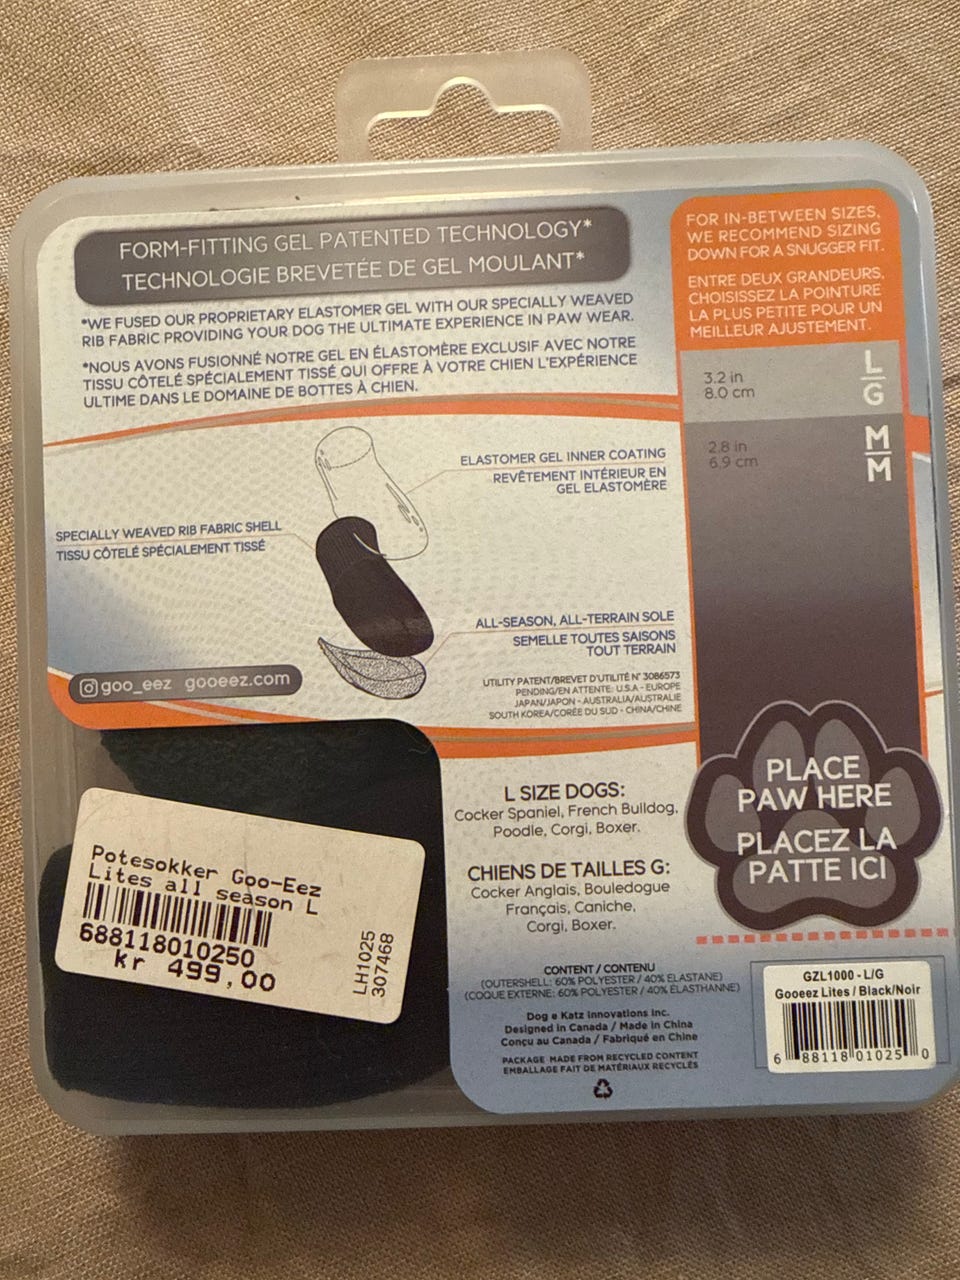 FORM-FITTING GEL PATENTED TECHNOLOGY*
TECHNOLOGIE BREVETÉE DE GEL MOULANT*
*WE FUSED OUR PROPRIETARY ELASTOMER GEL WITH OUR SPECIALLY WEAVED
RIB FABRIC PROVIDING YOUR DOG THE ULTIMATE EXPERIENCE IN PAW WEAR.
*NOUS AVONS FUSIONNÉ NOTRE GEL EN ÉLASTOMÈRE EXCLUSIF AVEC NOTRE
TISSU CÔTELÉ SPÉCIALEMENT TISSÉ QUI OFFRE À VOTRE CHIEN L'EXPÉRIENCE
ULTIME DANS LE DOMAINE DE BOTTES À CHIEN.
FOR IN-BETWEEN SIZES,
WE RECOMMEND SIZING
DOWN FOR A SNUGGER FIT.
ENTRE DEUX GRANDEURS,
CHOISISSEZ LA POINTURE
LA PLUS PETITE POUR UN
MEILLEUR AJUSTEMENT.
3.2 in
8.0 cm
L
G
2.8 in
6.9 cm
M
M
ELASTOMER GEL INNER COATING
REVÊTEMENT INTÉRIEUR EN
GEL ELASTOMÈRE
SPECIALLY WEAVED RIB FABRIC SHELL
TISSU CÔTELÉ SPÉCIALEMENT TISSÉ
ALL-SEASON, ALL-TERRAIN SOLE
SEMELLE TOUTES SAISONS
TOUT TERRAIN
goo_eez gooeez.com
UTILITY PATENT/BREVET D'UTILITÉ N° 3086573
PENDING/EN ATTENTE: U.S.A - EUROPE
JAPAN/JAPON - AUSTRALIA/AUSTRALIE
SOUTH KOREA/CORÉE DU SUD - CHINA/CHINE
PLACE
PAW HERE
PLACEZ LA
PATTE ICI
L SIZE DOGS:
Cocker Spaniel, French Bulldog,
Poodle, Corgi, Boxer.
CHIENS DE TAILLES G:
Cocker Anglais, Bouledogue
Français, Caniche,
Corgi, Boxer.
CONTENT / CONTENU
(OUTERSHELL: 60% POLYESTER / 40% ELASTANE)
(COQUE EXTERNE: 60% POLYESTER / 40% ÉLASTHANNE)
Dog e Katz Innovations Inc.
Designed in Canada / Made in China
Conçu au Canada / Fabriqué en Chine
PACKAGE MADE FROM RECYCLED CONTENT
EMBALLAGE FAIT DE MATÉRIAUX RECYCLÉS
Potesokker Goo-Eez
Lites all season L
688118010250
kr 499,00
LH1025
307468
GZL1000 - L/G
Gooeez Lites / Black/Noir
6 88118 01025 0